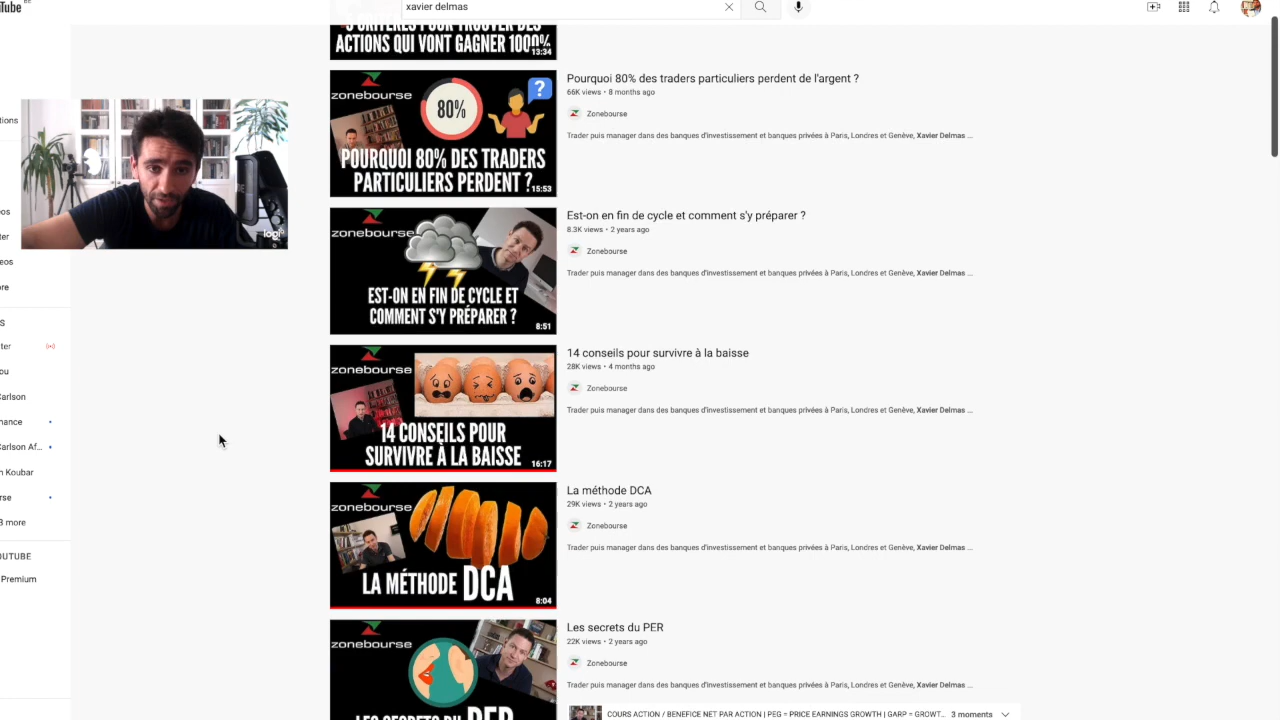 Tube
BE
xavier delmas
ACTIONS QUI VONT GAGNER 1000%
13:34
zonebourse
80%
?
POURQUOI 80% DES TRADERS
PARTICULIERS PERDENT ?
15:53
Pourquoi 80% des traders particuliers perdent de l'argent ?
66K views • 8 months ago
Zonebourse
Trader puis manager dans des banques d'investissement et banques privées à Paris, Londres et Genève, Xavier Delmas ...
logi
zonebourse
EST-ON EN FIN DE CYCLE ET
COMMENT S'Y PRÉPARER ?
8:51
Est-on en fin de cycle et comment s'y préparer ?
8.3K views • 2 years ago
Zonebourse
Trader puis manager dans des banques d'investissement et banques privées à Paris, Londres et Genève, Xavier Delmas ...
zonebourse
14 CONSEILS POUR
SURVIVRE À LA BAISSE
16:17
14 conseils pour survivre à la baisse
28K views • 4 months ago
Zonebourse
Trader puis manager dans des banques d'investissement et banques privées à Paris, Londres et Genève, Xavier Delmas ...
zonebourse
LA MÉTHODE DCA
8:04
La méthode DCA
29K views • 2 years ago
Zonebourse
Trader puis manager dans des banques d'investissement et banques privées à Paris, Londres et Genève, Xavier Delmas ...
zonebourse
LES SECRETS DU PER
Les secrets du PER
22K views • 2 years ago
Zonebourse
Trader puis manager dans des banques d'investissement et banques privées à Paris, Londres et Genève, Xavier Delmas ...
COURS ACTION / BENEFICE NET PAR ACTION | PEG = PRICE EARNINGS GROWTH | GARP = GROWT... 3 moments
tions
eos
ter
eos
ore
S
ter
ou
Carlson
nance
Carlson Af...
n Koubar
rse
3 more
OUTUBE
Premium